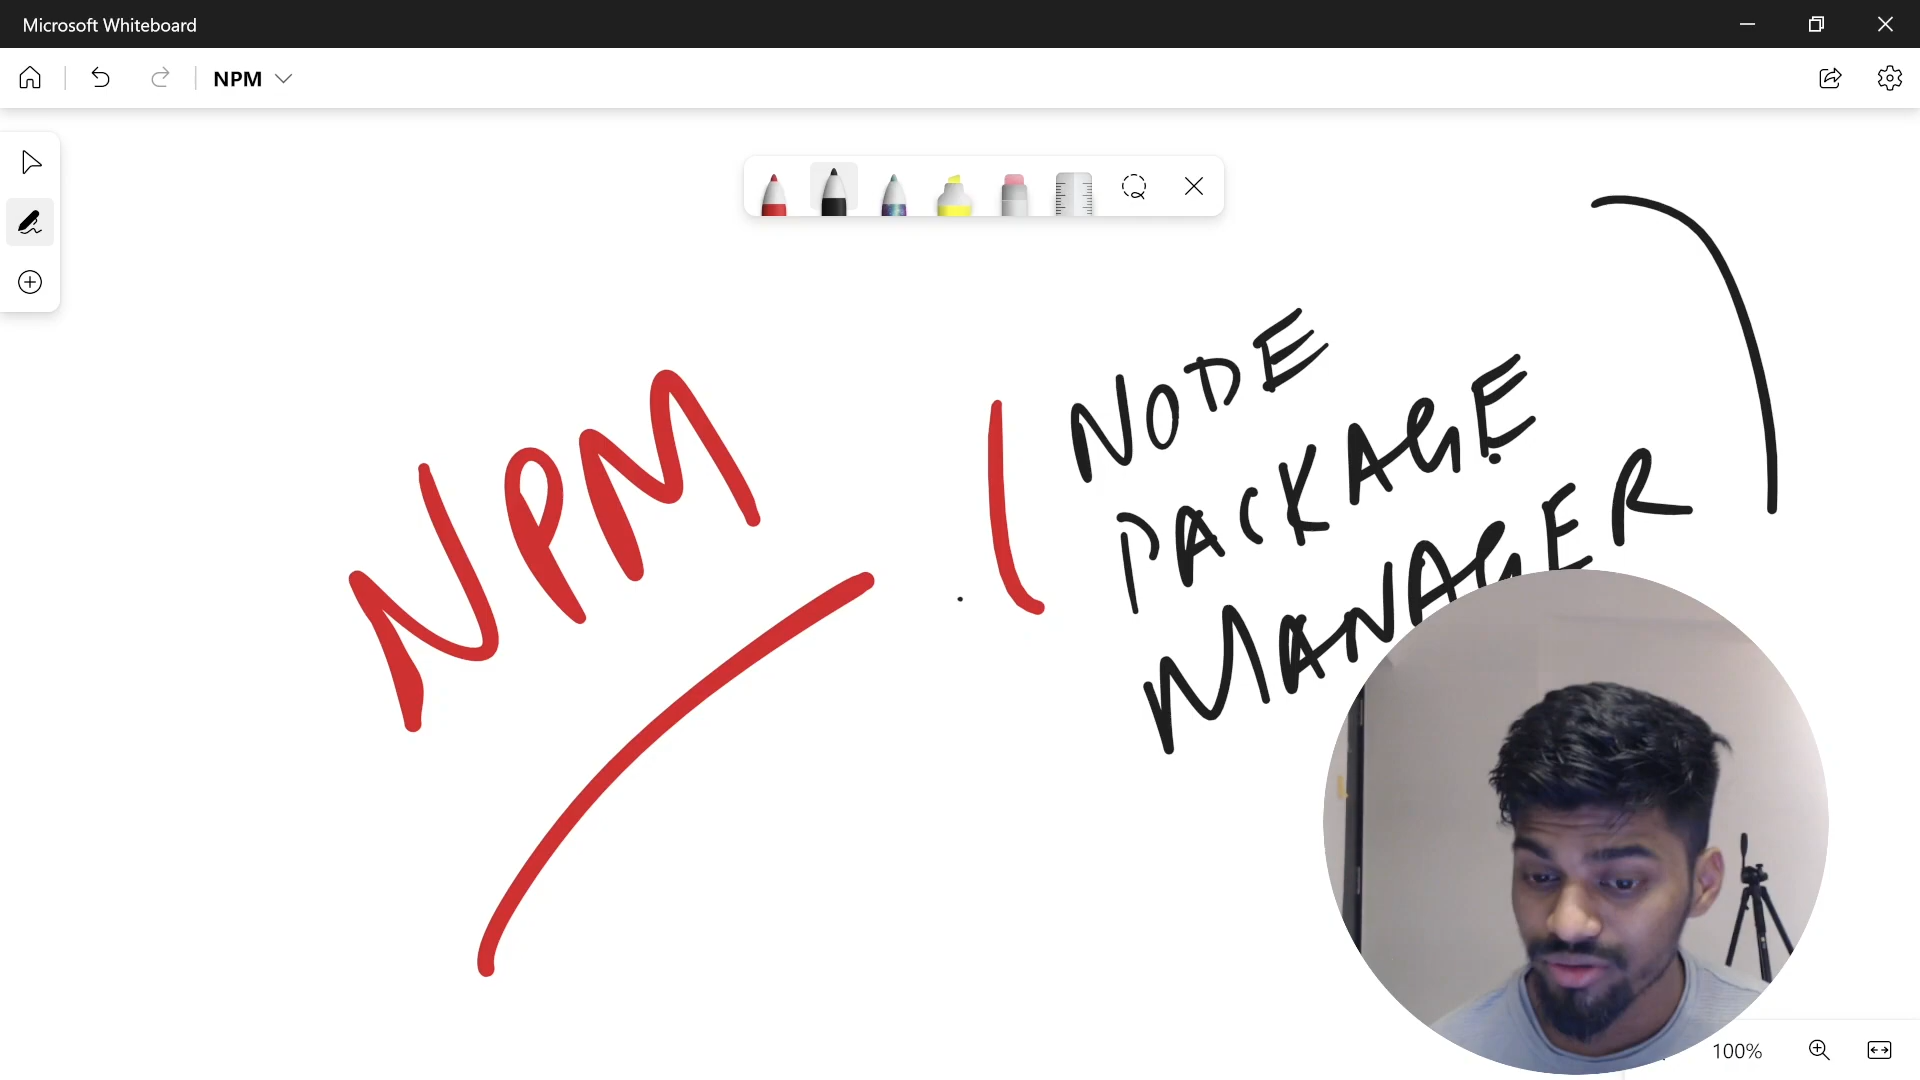 Microsoft Whiteboard
NPM
NPM
(NODE
PACKAGE
MANAGER)
100%